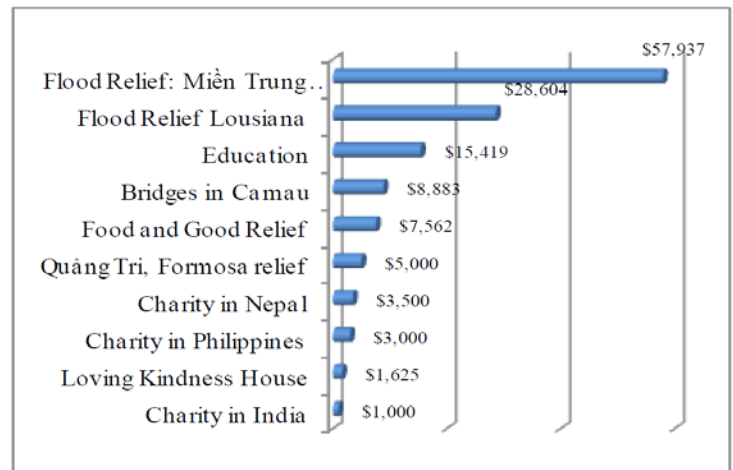 $57,937
Flood Relief: Miền Trung..
$28,604
Flood Relief Lousiana
Education
$15,419
Bridges in Camau
$8,883
Food and Good Relief
$7,562
Quảng Tri, Formosa relief
$5,000
Charity in Nepal
$3,500
Charity in Philippines
$3,000
Loving Kindness House
$1,625
Charity in India
$1,000